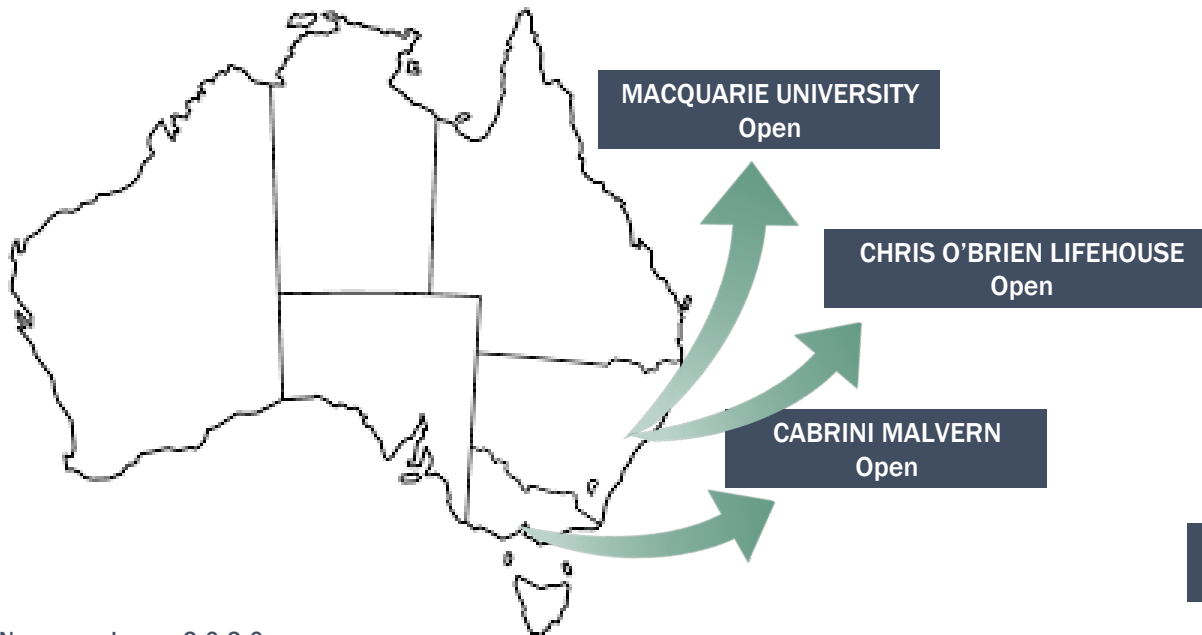 MACQUARIE UNIVERSITY
Open
CHRIS O’BRIEN LIFEHOUSE
Open
CABRINI MALVERN
Open